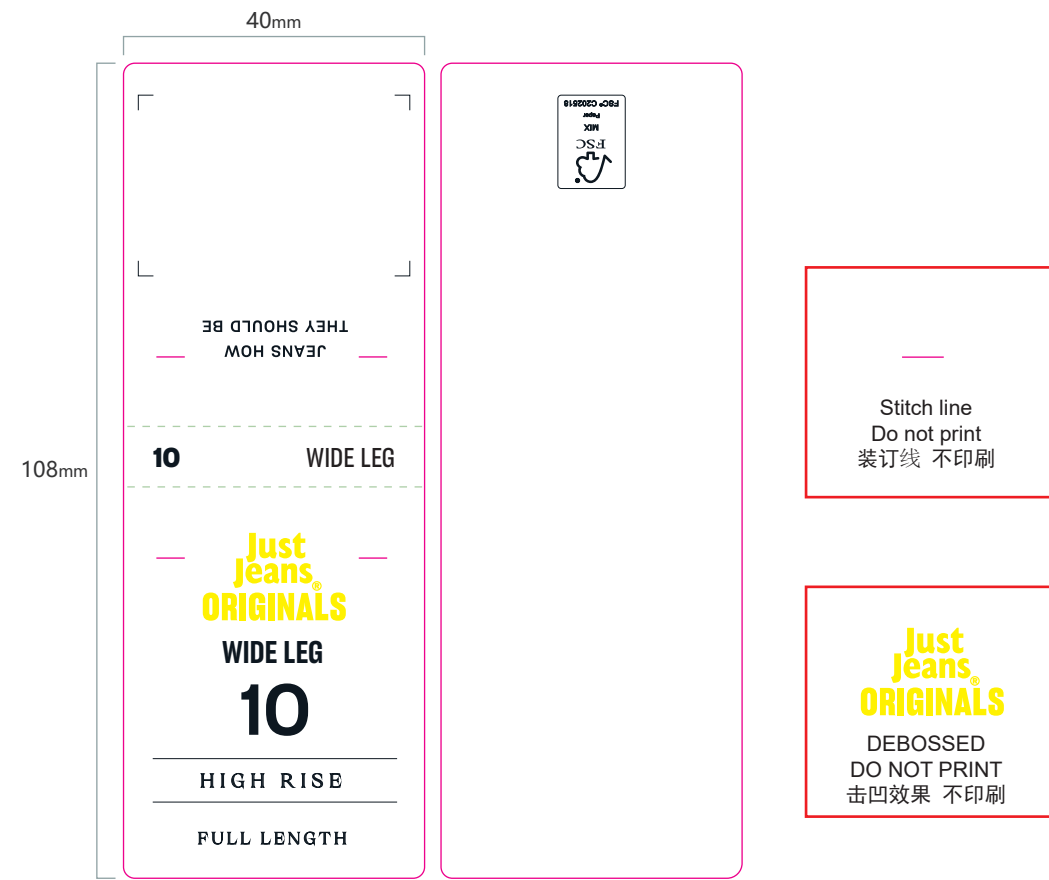 40mm
108mm
THEY SHOULD BE
JEANS HOW
10 WIDE LEG
Just
Jeans®
ORIGINALS
WIDE LEG
10
HIGH RISE
FULL LENGTH
FSC® C202518
Paper
MIX
FSC
Stitch line
Do not print
装订线 不印刷
Just
Jeans®
ORIGINALS
DEBOSSED
DO NOT PRINT
击凹效果 不印刷